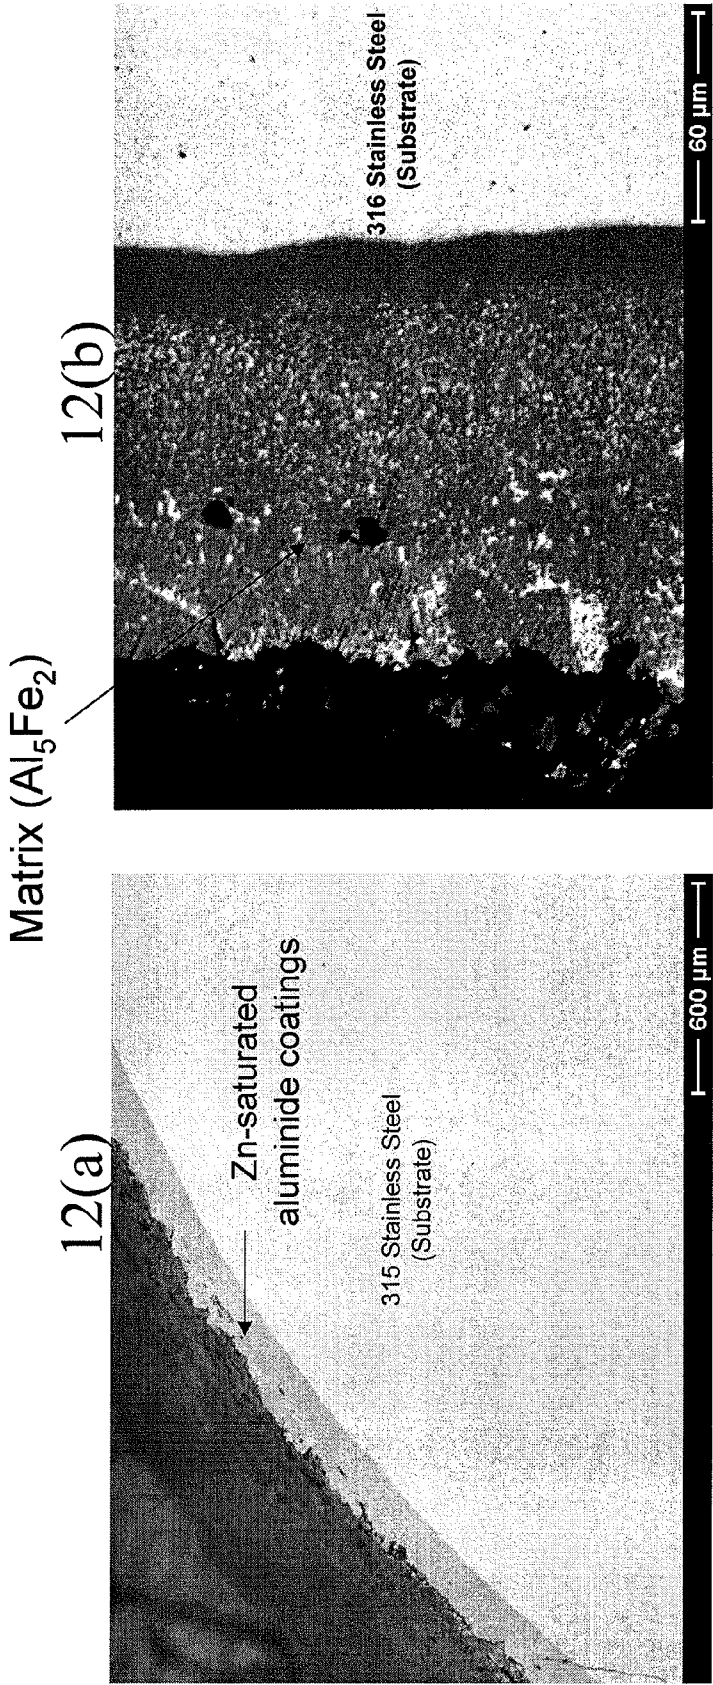 12(a)
Zn-saturated
aluminide coatings
315 Stainless Steel
(Substrate)
600 µm
Matrix (Al₅Fe₂)
12(b)
316 Stainless Steel
(Substrate)
60 µm